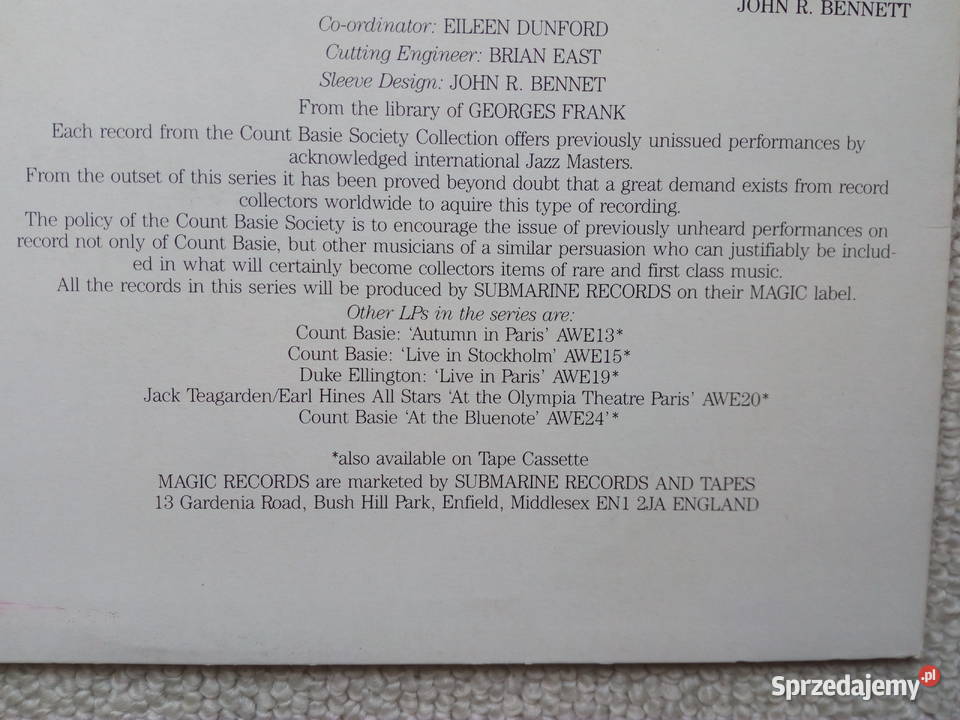 JOHN R. BENNETT
Co-ordinator: EILEEN DUNFORD
Cutting Engineer: BRIAN EAST
Sleeve Design: JOHN R. BENNET
From the library of GEORGES FRANK
Each record from the Count Basie Society Collection offers previously unissued performances by
acknowledged international Jazz Masters.
From the outset of this series it has been proved beyond doubt that a great demand exists from record
collectors worldwide to aquire this type of recording.
The policy of the Count Basie Society is to encourage the issue of previously unheard performances on
record not only of Count Basie, but other musicians of a similar persuasion who can justifiably be includ-
ed in what will certainly become collectors items of rare and first class music.
All the records in this series will be produced by SUBMARINE RECORDS on their MAGIC label.
Other LPs in the series are:
Count Basie: ‘Autumn in Paris’ AWE13*
Count Basie: ‘Live in Stockholm’ AWE15*
Duke Ellington: ‘Live in Paris’ AWE19*
Jack Teagarden/Earl Hines All Stars ‘At the Olympia Theatre Paris’ AWE20*
Count Basie ‘At the Bluenote’ AWE24’*
*also available on Tape Cassette
MAGIC RECORDS are marketed by SUBMARINE RECORDS AND TAPES
13 Gardenia Road, Bush Hill Park, Enfield, Middlesex EN1 2JA ENGLAND
Sprzedajemy.pl